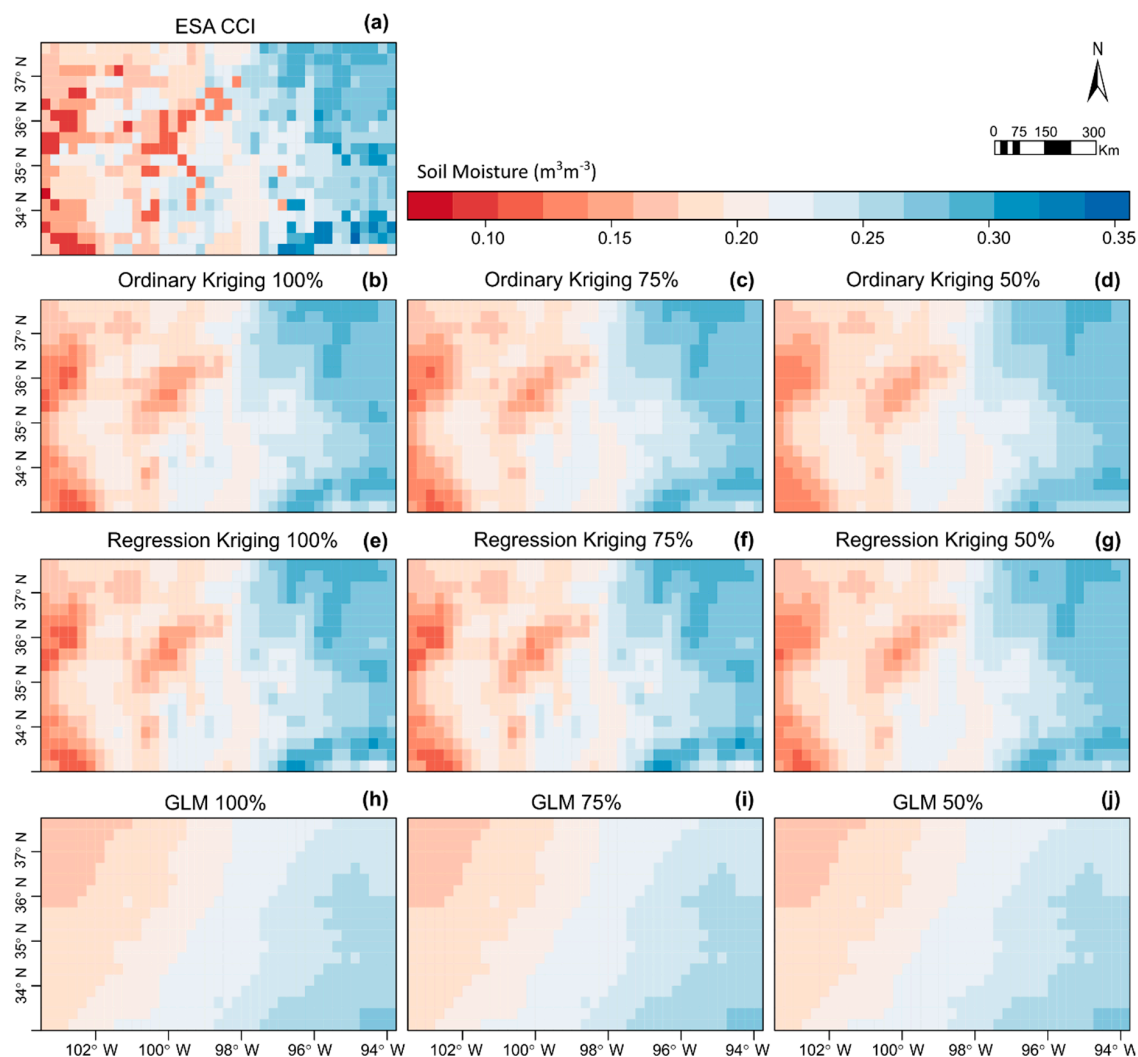 ESA CCI (a)
N
0 75 150 300
Km
Soil Moisture (m³m⁻³)
0.10 0.15 0.20 0.25 0.30 0.35
37° N
36° N
35° N
34° N
Ordinary Kriging 100% (b) Ordinary Kriging 75% (c) Ordinary Kriging 50% (d)
37° N
36° N
35° N
34° N
Regression Kriging 100% (e) Regression Kriging 75% (f) Regression Kriging 50% (g)
37° N
36° N
35° N
34° N
GLM 100% (h) GLM 75% (i) GLM 50% (j)
37° N
36° N
35° N
34° N
102° W 100° W 98° W 96° W 94° W 102° W 100° W 98° W 96° W 94° W 102° W 100° W 98° W 96° W 94° W